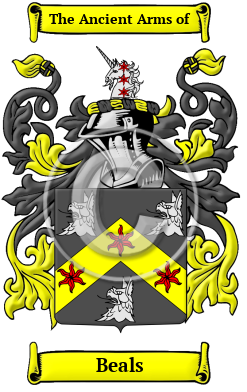 The Ancient Arms of
Beals